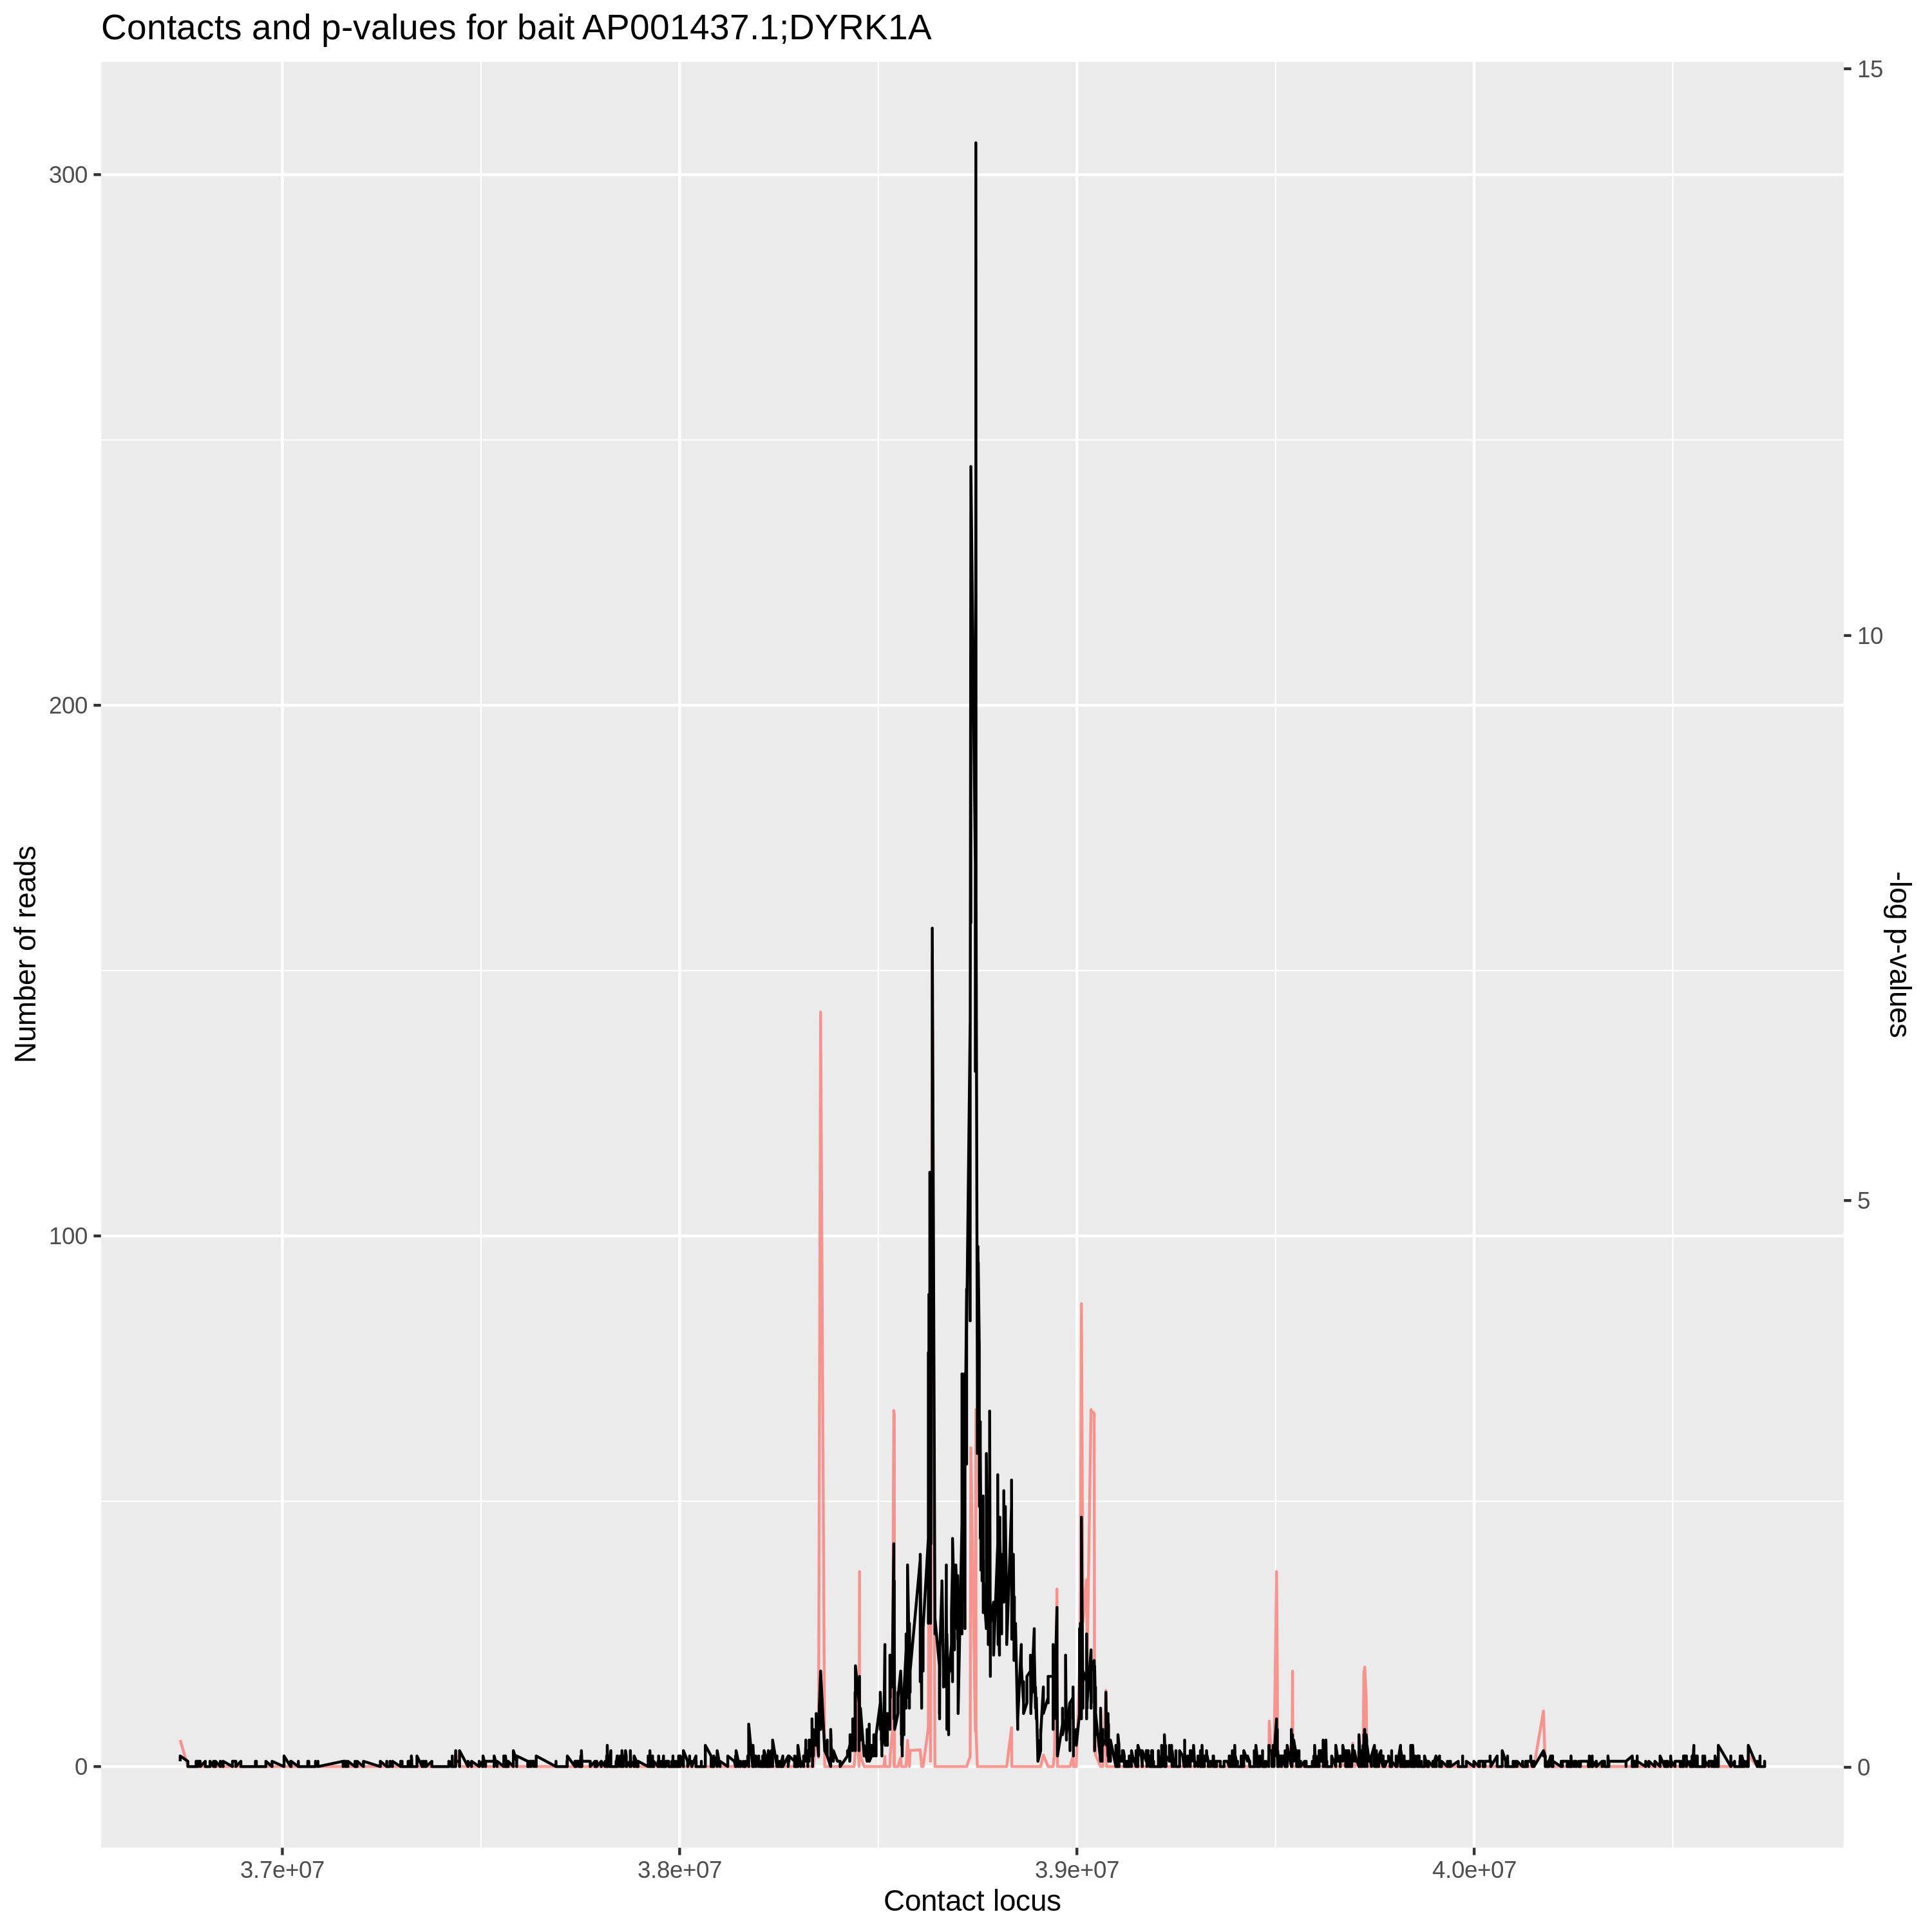 Contacts and p-values for bait AP001437.1;DYRK1A
15
300
10
200
Number of reads
-log p-values
5
100
0
0
3.7e+07
3.8e+07
3.9e+07
4.0e+07
Contact locus